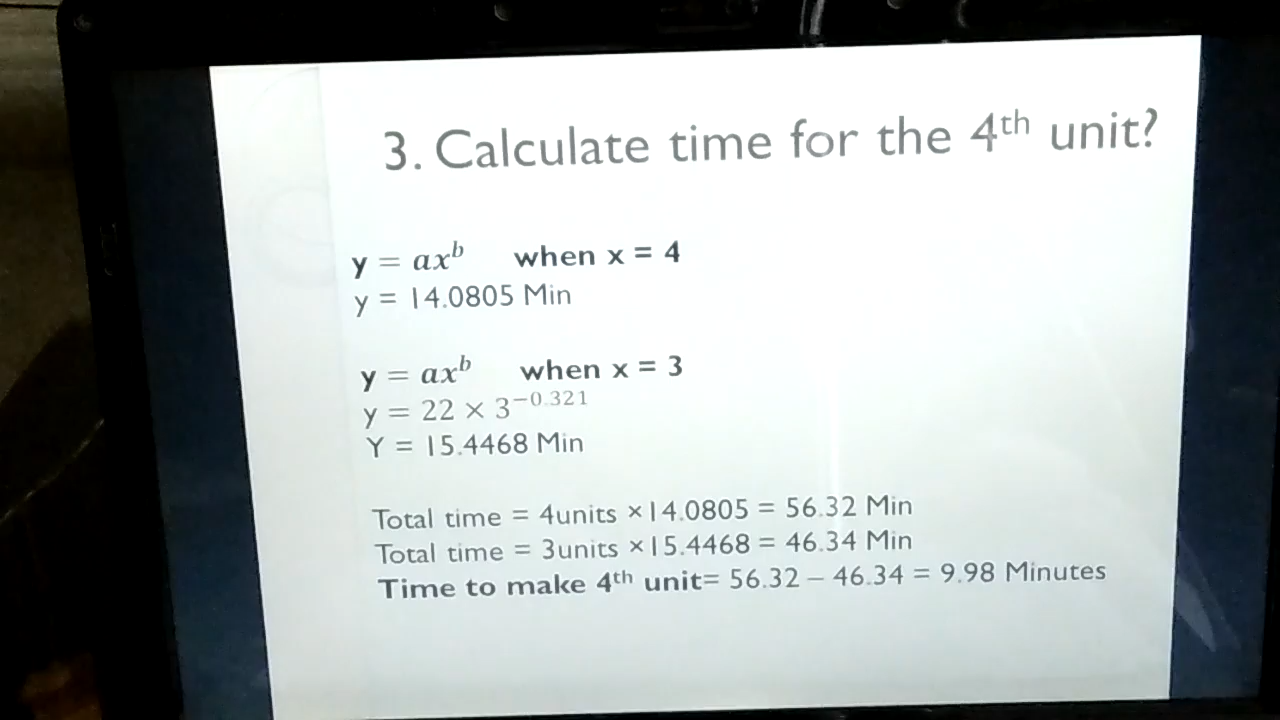 3. Calculate time for the 4th unit?
y = ax^b when x = 4
y = 14.0805 Min
y = ax^b when x = 3
y = 22 × 3^−0.321
Y = 15.4468 Min
Total time = 4units ×14.0805 = 56.32 Min
Total time = 3units ×15.4468 = 46.34 Min
Time to make 4th unit= 56.32 – 46.34 = 9.98 Minutes